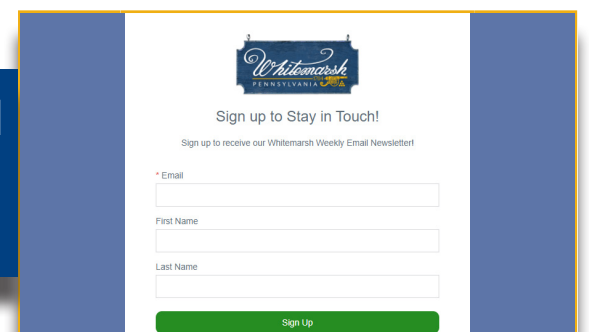 Whitemarsh
PENNSYLVANIA
Sign up to Stay in Touch!
Sign up to receive our Whitemarsh Weekly Email Newsletter!
* Email
First Name
Last Name
Sign Up